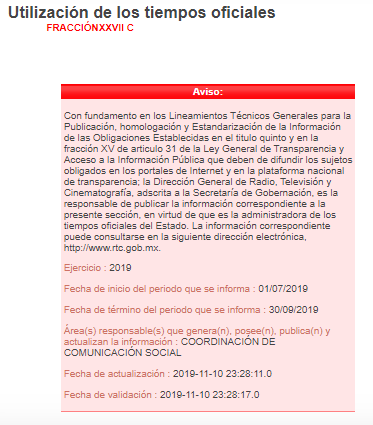 Utilización de los tiempos oficiales
FRACCIÓNXXVII C
Aviso:
Con fundamento en los Lineamientos Técnicos Generales para la
Publicación, homologación y Estandarización de la Información
de las Obligaciones Establecidas en el titulo quinto y en la
fracción XV de articulo 31 de la Ley General de Transparencia y
Acceso a la Información Pública que deben de difundir los sujetos
obligados en los portales de Internet y en la plataforma nacional
de transparencia; la Dirección General de Radio, Televisión y
Cinematografía, adscrita a la Secretaría de Gobernación, es la
responsable de publicar la información correspondiente a la
presente sección, en virtud de que es la administradora de los
tiempos oficiales del Estado. La información correspondiente
puede consultarse en la siguiente dirección electrónica,
http://www.rtc.gob.mx.
Ejercicio : 2019
Fecha de inicio del periodo que se informa : 01/07/2019
Fecha de término del periodo que se informa : 30/09/2019
Área(s) responsable(s) que genera(n), posee(n), publica(n) y
actualizan la información : COORDINACIÓN DE
COMUNICACIÓN SOCIAL
Fecha de actualización : 2019-11-10 23:28:11.0
Fecha de validación : 2019-11-10 23:28:17.0